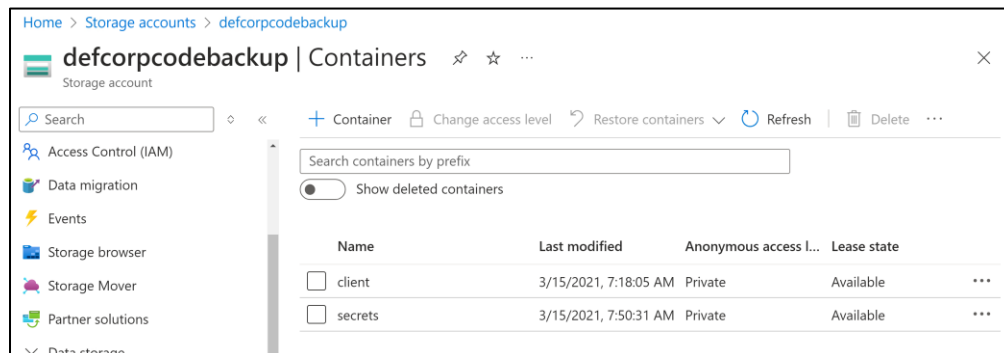 Home > Storage accounts > defcorpcodebackup
defcorpcodebackup | Containers
Storage account
Search
Container Change access level Restore containers Refresh Delete
Access Control (IAM)
Data migration
Events
Storage browser
Storage Mover
Partner solutions
Data storage
Search containers by prefix
Show deleted containers
Name Last modified Anonymous access l... Lease state
client 3/15/2021, 7:18:05 AM Private Available
secrets 3/15/2021, 7:50:31 AM Private Available